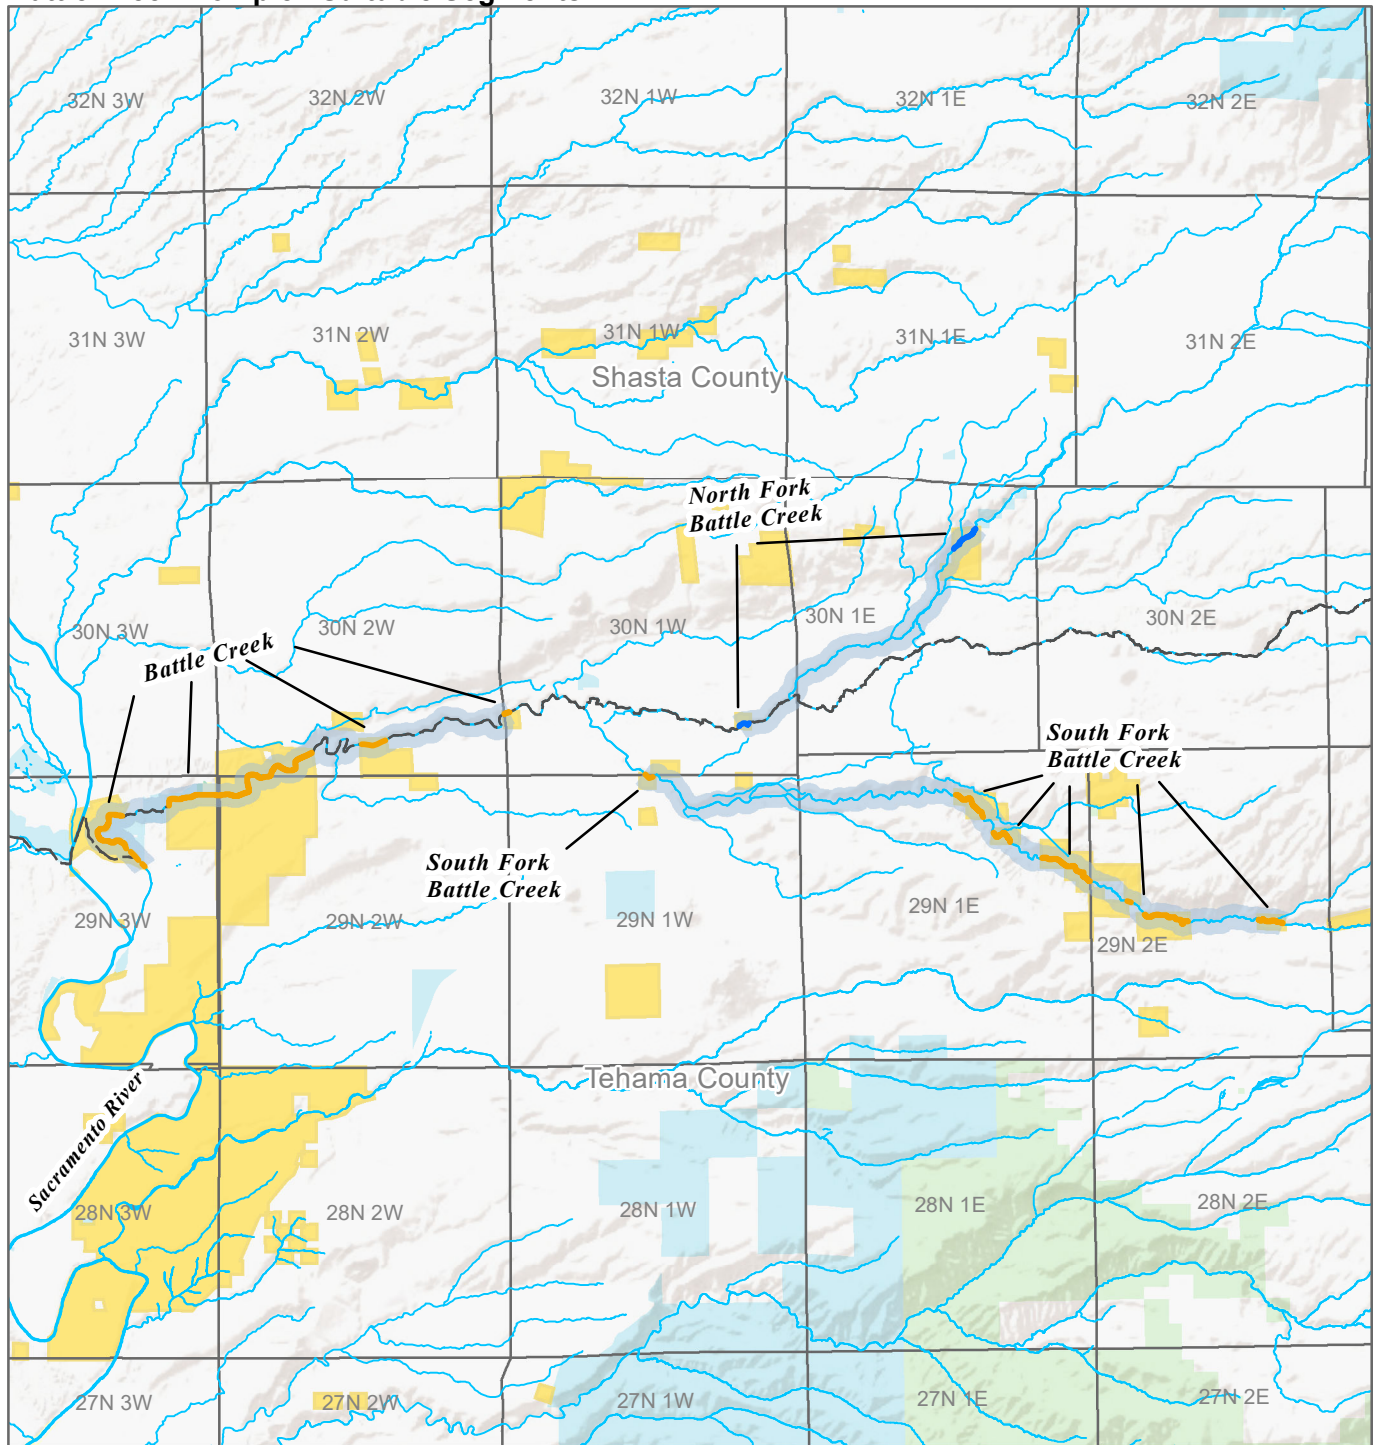 32N 3W
32N 2W
32N 1W
32N 1E
32N 2E
31N 3W
31N 2W
31N 1W
31N 1E
31N 2E
Shasta County
North Fork
Battle Creek
30N 3W
30N 2W
30N 1W
30N 1E
30N 2E
Battle Creek
South Fork
Battle Creek
South Fork
Battle Creek
29N 3W
29N 2W
29N 1W
29N 1E
29N 2E
Tehama County
Sacramento River
28N 3W
28N 2W
28N 1W
28N 1E
28N 2E
27N 3W
27N 2W
27N 1W
27N 1E
27N 2E